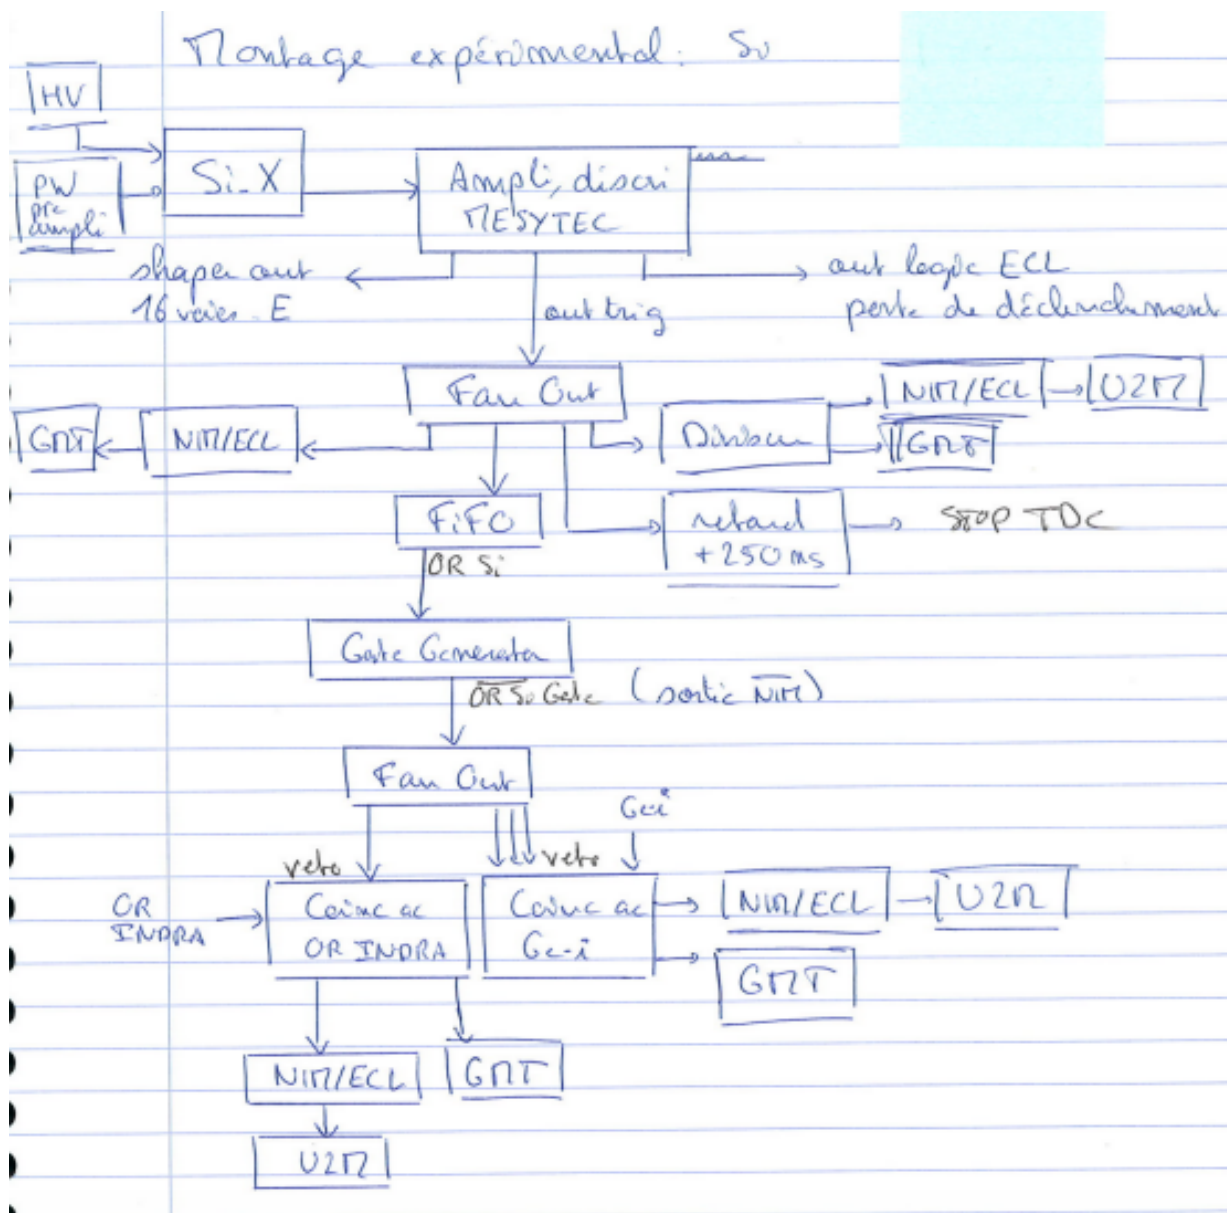 Montage expérimental: Si
HV
PW
pre
ampli
Si-X
Ampli, discri
MESYTEC
shaper out
16 voies - E
out trig
out logic ECL
porte de déclenchement
Fan Out
NIM/ECL
U2M
GMT
NIM/ECL
Diviseur
GMT
FiFO
retard
+250 ns
STOP TDC
OR Si
Gate Generator
OR Si Gate (sortie NIM)
Fan Out
Ge-i
veto
veto
OR
INDRA
Coinc ac
OR INDRA
Coinc ac
Ge-i
NIM/ECL
U2M
GMT
NIM/ECL
GMT
U2M